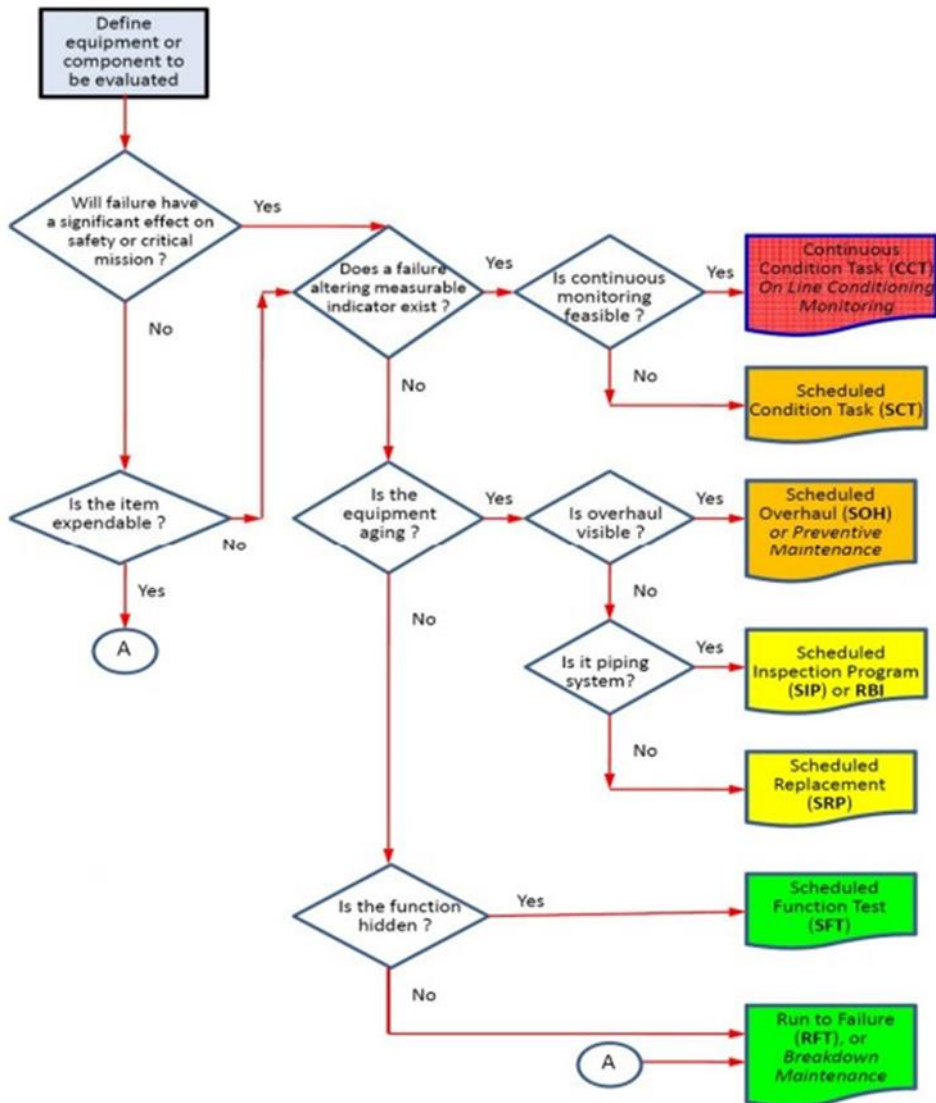 Define
equipment or
component to
be evaluated
Will failure have
a significant effect on
safety or critical
mission ?
Yes
Does a failure
altering measurable
indicator exist ?
Yes
Is continuous
monitoring
feasible ?
Yes
Continuous
Condition Task (CCT)
On Line Conditioning
Monitoring
No
No
No
Scheduled
Condition Task (SCT)
Is the item
expendable ?
No
Yes
A
Is the
equipment
aging ?
Yes
Is overhaul
visible ?
Yes
Scheduled
Overhaul (SOH)
or Preventive
Maintenance
No
No
Is it piping
system?
Yes
Scheduled
Inspection Program
(SIP) or RBI
No
Scheduled
Replacement
(SRP)
Is the function
hidden ?
Yes
Scheduled
Function Test
(SFT)
No
A
Run to Failure
(RFT), or
Breakdown
Maintenance